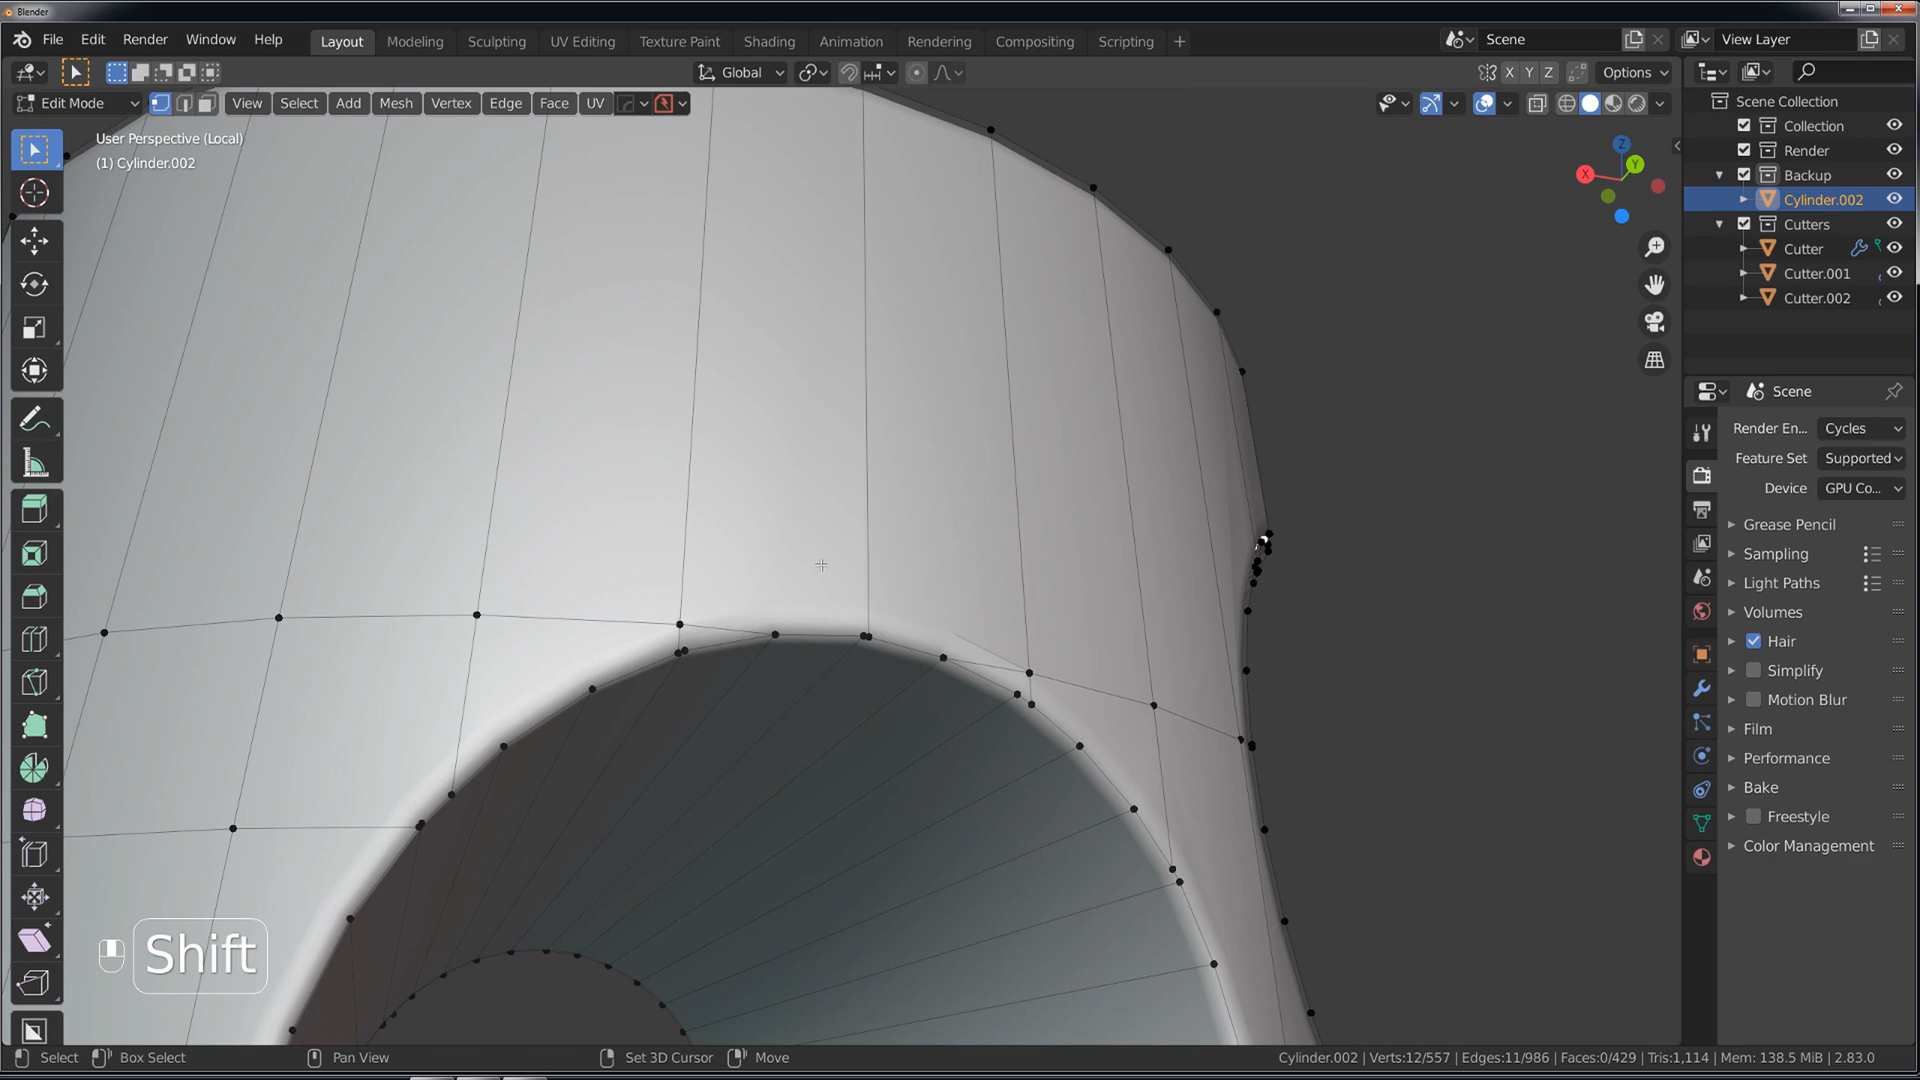 Blender
File Edit Render Window Help
Layout Modeling Sculpting UV Editing Texture Paint Shading Animation Rendering Compositing Scripting +
Scene
View Layer
Global
X Y Z
Options
Edit Mode
View Select Add Mesh Vertex Edge Face UV
User Perspective (Local)
(1) Cylinder.002
Z
Y
X
Scene Collection
Collection
Render
Backup
Cylinder.002
Cutters
Cutter
Cutter.001
Cutter.002
Scene
Render En... Cycles
Feature Set Supported
Device GPU Co...
Grease Pencil
Sampling
Light Paths
Volumes
Hair
Simplify
Motion Blur
Film
Performance
Bake
Freestyle
Color Management
Shift
Select Box Select Pan View Set 3D Cursor Move
Cylinder.002 | Verts:12/557 | Edges:11/986 | Faces:0/429 | Tris:1,114 | Mem: 138.5 MiB | 2.83.0